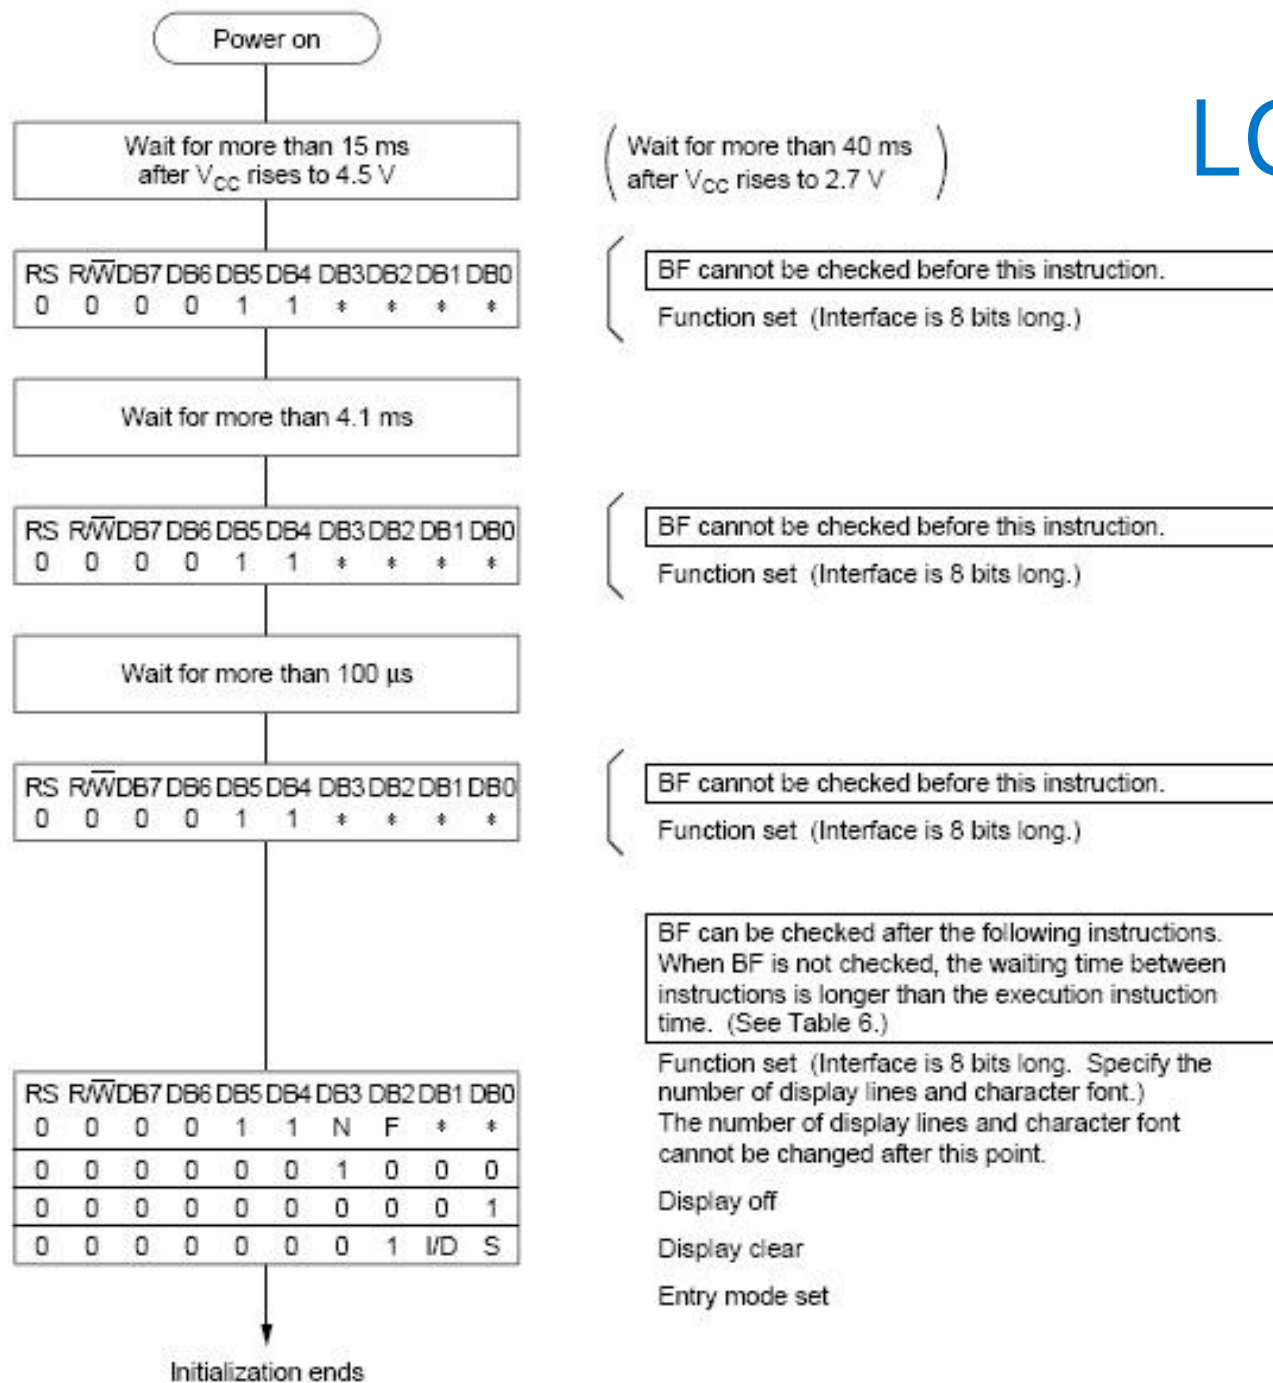 Power on
LC
Wait for more than 15 ms
after VCC rises to 4.5 V
Wait for more than 40 ms
after VCC rises to 2.7 V
RS R/W DB7 DB6 DB5 DB4 DB3 DB2 DB1 DB0
0 0 0 0 1 1 * * * *
BF cannot be checked before this instruction.
Function set (Interface is 8 bits long.)
Wait for more than 4.1 ms
RS R/W DB7 DB6 DB5 DB4 DB3 DB2 DB1 DB0
0 0 0 0 1 1 * * * *
BF cannot be checked before this instruction.
Function set (Interface is 8 bits long.)
Wait for more than 100 µs
RS R/W DB7 DB6 DB5 DB4 DB3 DB2 DB1 DB0
0 0 0 0 1 1 * * * *
BF cannot be checked before this instruction.
Function set (Interface is 8 bits long.)
BF can be checked after the following instructions.
When BF is not checked, the waiting time between
instructions is longer than the execution instuction
time. (See Table 6.)
RS R/W DB7 DB6 DB5 DB4 DB3 DB2 DB1 DB0
0 0 0 0 1 1 N F * *
0 0 0 0 0 0 1 0 0 0
0 0 0 0 0 0 0 0 0 1
0 0 0 0 0 0 0 1 I/D S
Function set (Interface is 8 bits long. Specify the
number of display lines and character font.)
The number of display lines and character font
cannot be changed after this point.
Display off
Display clear
Entry mode set
Initialization ends